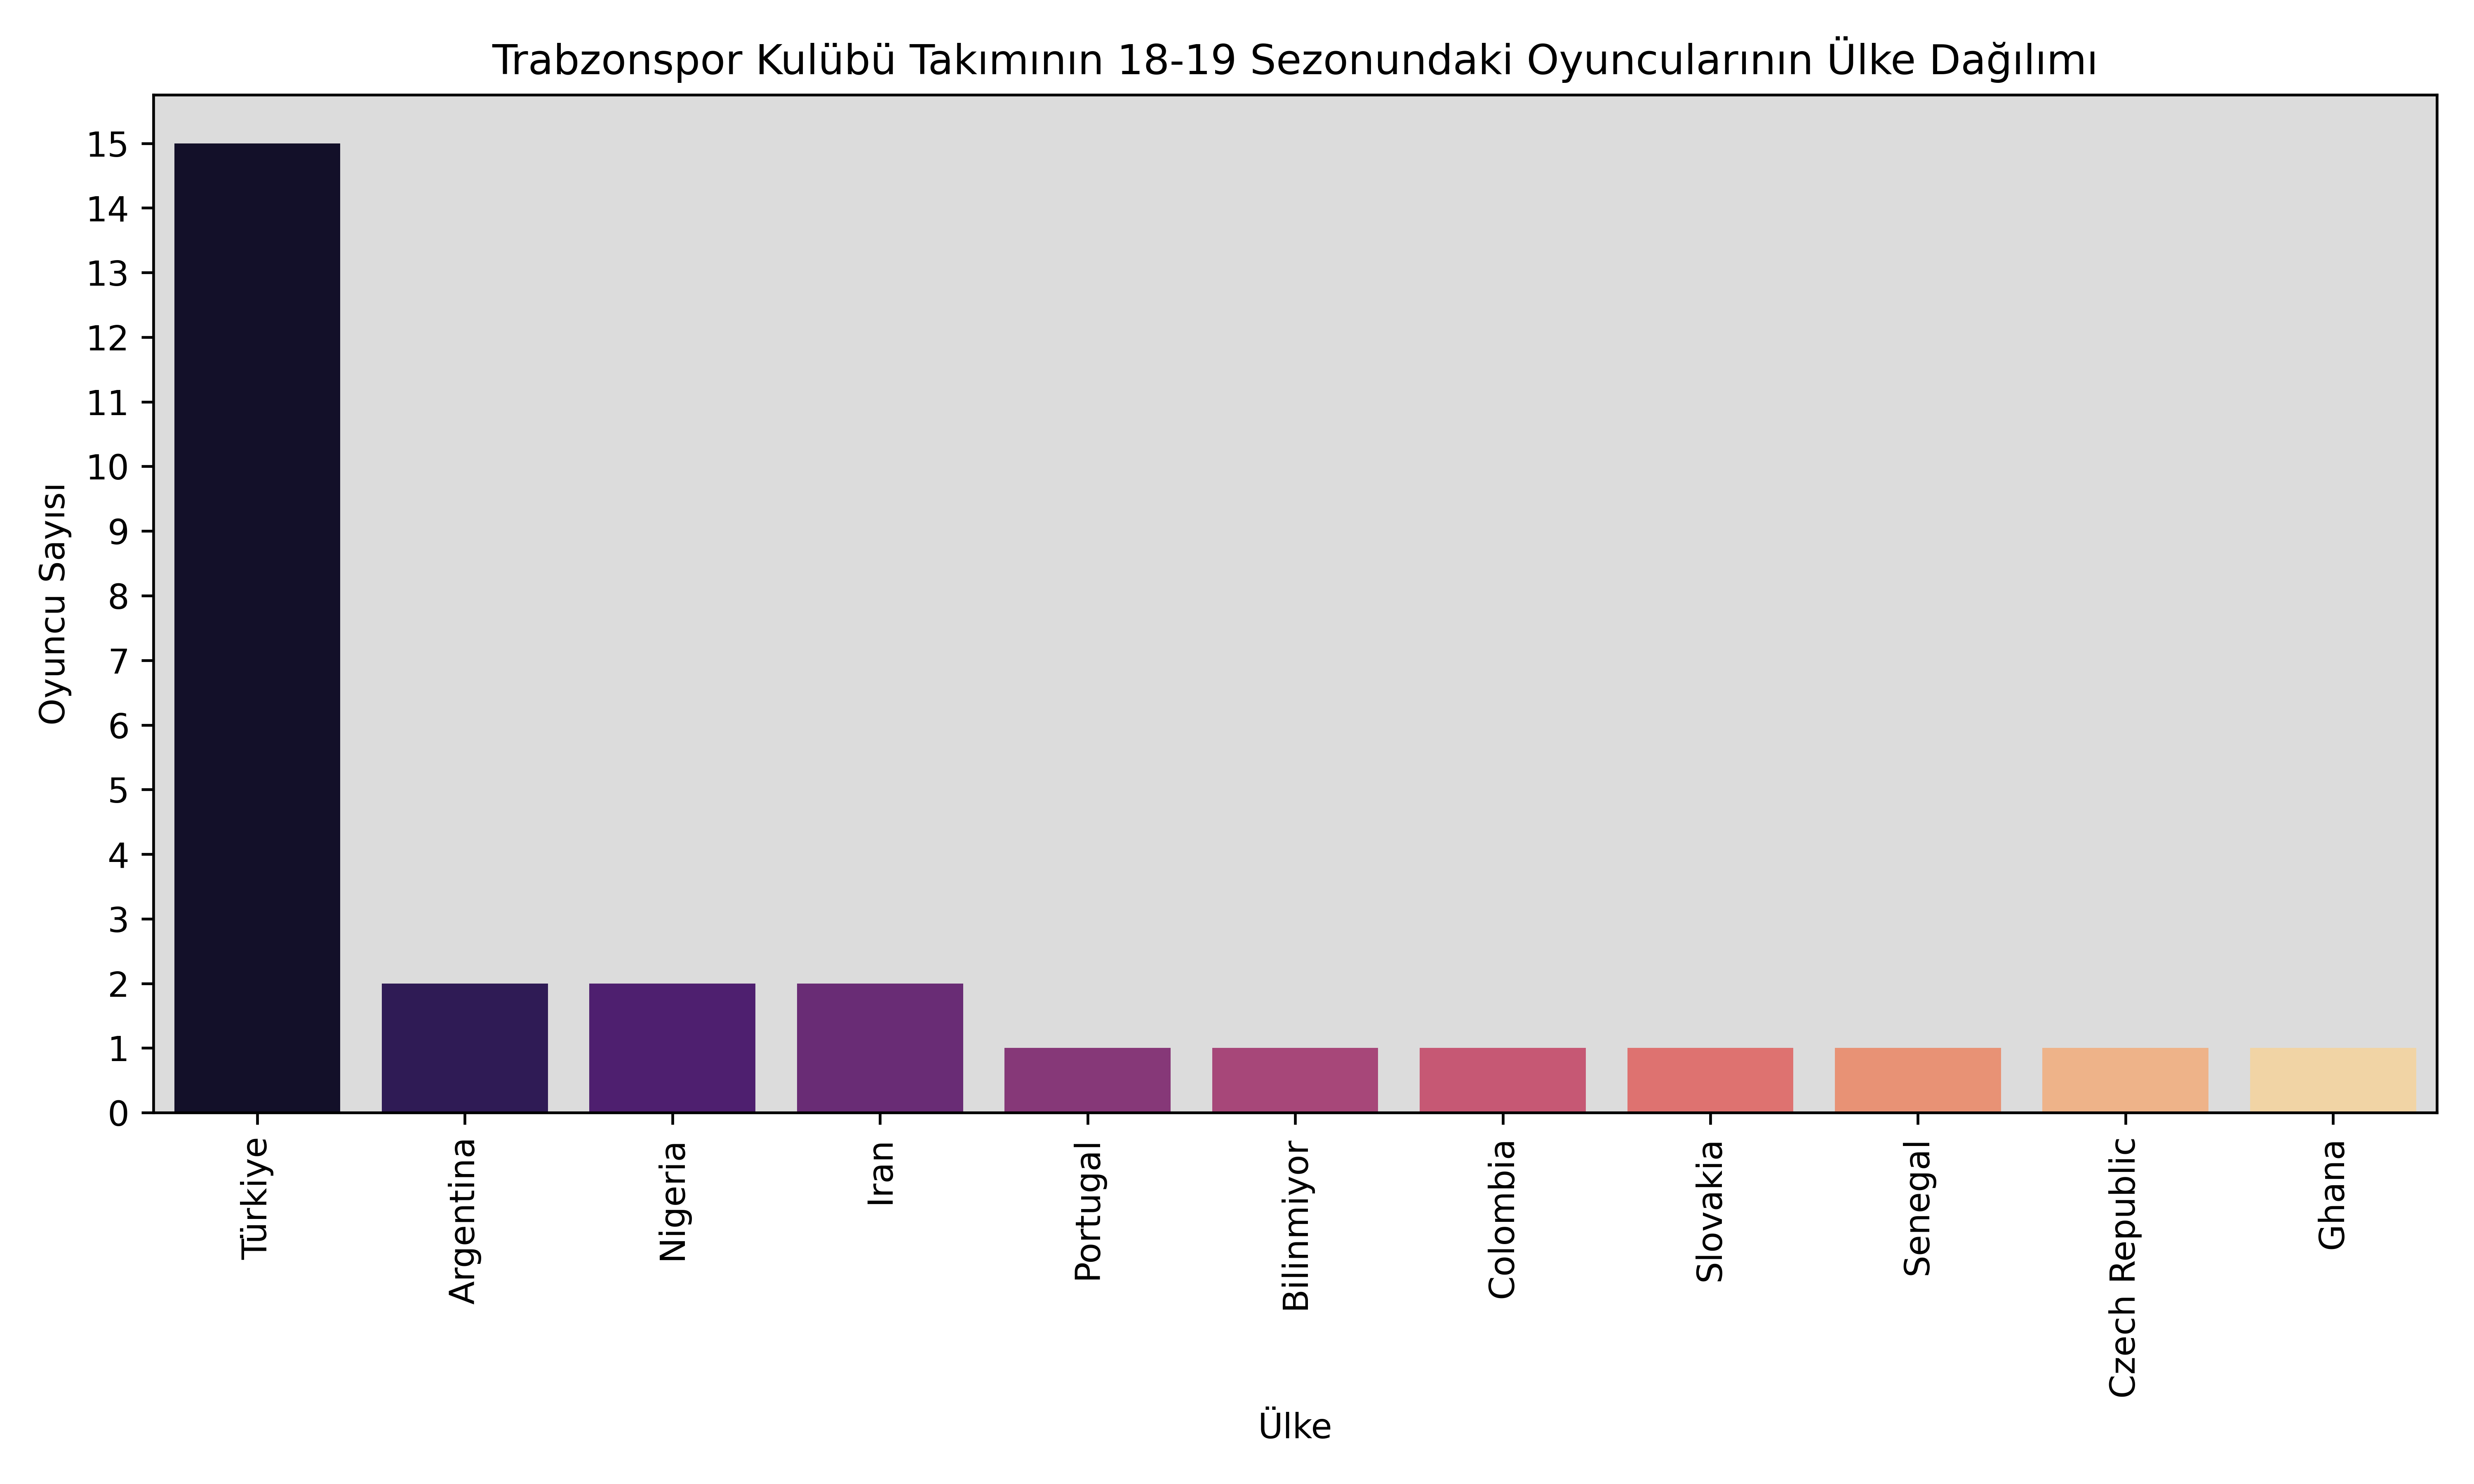 Trabzonspor Kulübü Takımının 18-19 Sezonundaki Oyuncularının Ülke Dağılımı
Oyuncu Sayısı
15
14
13
12
11
10
9
8
7
6
5
4
3
2
1
0
Türkiye
Argentina
Nigeria
Iran
Portugal
Bilinmiyor
Colombia
Slovakia
Senegal
Czech Republic
Ghana
Ülke